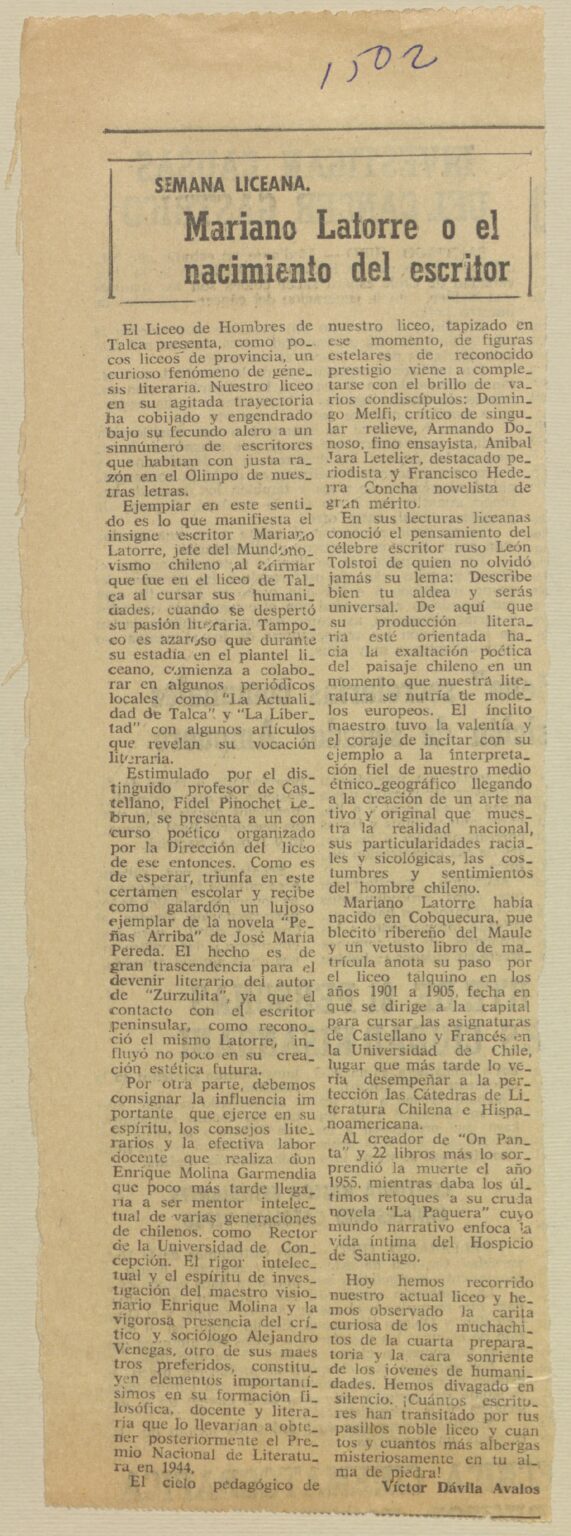 1502
SEMANA LICEANA.
Mariano Latorre o el
nacimiento del escritor
El Liceo de Hombres de
Talca presenta, como po_
cos liceos de provincia, un
curioso fenómeno de géne_
sis literaria. Nuestro liceo
en su agitada trayectoria
ha cobijado y engendrado
bajo su fecundo alero a un
sinnúmero de escritores
que habitan con justa ra_
zón en el Olimpo de nues_
tras letras.
Ejemplar en este senti_
do es lo que manifiesta el
insigne escritor Mariano
Latorre, jefe del Mundono_
vismo chileno ,al afirmar
que fue en el liceo de Tal_
ca al cursar sus humani_
dades, cuando se despertó
su pasión literaria. Tampo_
co es azaroso que durante
su estadía en el plantel li_
ceano, comienza a colabo_
rar en algunos periódicos
locales como "La Actuali_
dad de Talca" y "La Liber_
tad" con algunos artículos
que revelan su vocación
literaria.
Estimulado por el dis_
tinguido profesor de Cas_
tellano, Fidel Pinochet Le_
brun, se presenta a un con
curso poético organizado
por la Dirección del liceo
de ese entonces. Como es
de esperar, triunfa en este
certamen escolar y recibe
como galardón un lujoso
ejemplar de la novela "Pe_
ñas Arriba" de José María
Pereda. El hecho es de
gran trascendencia para el
devenir literario del autor
de "Zurzulita", ya que el
contacto con el escritor
peninsular, como recono_
ció el mismo Latorre, in_
fluyó no poco en su crea_
ción estética futura.
Por otra parte, debemos
consignar la influencia im
portante que ejerce en su
espíritu, los consejos lite_
rarios y la efectiva labor
docente que realiza don
Enrique Molina Garmendia
que poco más tarde llega_
ría a ser mentor intelec_
tual de varias generaciones
de chilenos. como Rector
de la Universidad de Con_
cepción. El rigor intelec_
tual y el espíritu de inves_
tigación del maestro visio_
nario Enrique Molina y la
vigorosa presencia del crí_
tico y sociólogo Alejandro
Venegas, otro de sus maes
tros preferidos, constitu_
yen elementos importantí_
simos en su formación fi_
losófica, docente y litera_
ria que lo llevarían a obte_
ner posteriormente el Pre_
mio Nacional de Literatu_
ra en 1944.
El ciclo pedagógico de
nuestro liceo, tapizado en
ese momento, de figuras
estelares de reconocido
prestigio viene a comple_
tarse con el brillo de va_
rios condiscípulos: Domin_
go Melfi, crítico de singu_
lar relieve, Armando Do_
noso, fino ensayista, Anibal
Jara Letelier, destacado pe_
riodista y Francisco Hede_
rra Concha novelista de
gran mérito.
En sus lecturas liceanas
conoció el pensamiento del
célebre escritor ruso León
Tolstoi de quien no olvidó
jamás su lema: Describe
bien tu aldea y serás
universal. De aquí que
su producción litera_
ria esté orientada ha_
cia la exaltación poética
del paisaje chileno en un
momento que nuestra lite_
ratura se nutría de mode_
los europeos. El ínclito
maestro tuvo la valentía y
el coraje de incitar con su
ejemplo a la interpreta_
ción fiel de nuestro medio
étnico_geográfico llegando
a la creación de un arte na
tivo y original que mues_
tra la realidad nacional,
sus particularidades racia_
les y sicológicas, las cos_
tumbres y sentimientos
del hombre chileno.
Mariano Latorre había
nacido en Cobquecura, pue
blecito ribereño del Maule
y un vetusto libro de ma_
trícula anota su paso por
el liceo talquino en los
años 1901 a 1905, fecha en
que se dirige a la capital
para cursar las asignaturas
de Castellano y Francés en
la Universidad de Chile,
lugar que más tarde lo ve_
ría desempeñar a la per_
fección las Cátedras de Li_
teratura Chilena e Hispa_
noamericana.
AL creador de "On Pan_
ta" y 22 libros más lo sor_
prendió la muerte el año
1955, mientras daba los úl_
timos retoques a su cruda
novela "La Paquera" cuyo
mundo narrativo enfoca la
vida íntima del Hospicio
de Santiago.
Hoy hemos recorrido
nuestro actual liceo y he_
mos observado la carita
curiosa de los muchachi_
tos de la cuarta prepara_
toria y la cara sonriente
de los jóvenes de humani_
dades. Hemos divagado en
silencio. ¡Cuántos escrito_
res han transitado por tus
pasillos noble liceo y cuan
tos y cuantos más albergas
misteriosamente en tu al_
ma de piedra!
Víctor Dávila Avalos